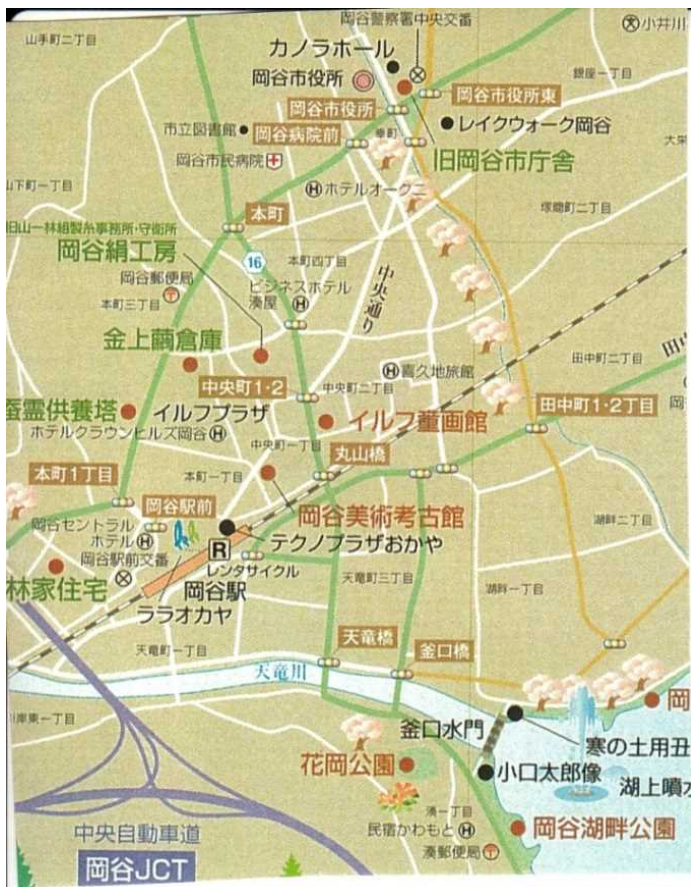 岡谷警察署中央交番
小井川
山手町二丁目
カノラホール
岡谷市役所
銀座一丁目
岡谷市役所
岡谷市役所東
市立図書館
岡谷病院前
幸町
レイクウォーク岡谷
岡谷市民病院
旧岡谷市庁舎
大栄
山下町一丁目
ホテルオークニ
塚間町二丁目
本町
旧山一林組製糸事務所・守衛所
岡谷絹工房
16
本町四丁目
中央通り
岡谷郵便局
ビジネスホテル
湊屋
本町三丁目
金上繭倉庫
田中町二丁目
喜久地旅館
中央町1・2
中央町二丁目
蚕霊供養塔
イルフプラザ
イルフ童画館
田中町1・2丁目
ホテルクラウンヒルズ岡谷
中央町一丁目
丸山橋
本町1丁目
本町一丁目
岡谷駅前
岡谷美術考古館
岡谷セントラル
ホテル
テクノプラザおかや
湖畔二丁目
岡谷駅前交番
R
レンタサイクル
林家住宅
岡谷駅
天竜町三丁目
湖畔一丁目
ララオカヤ
天竜町一丁目
天竜橋
釜口橋
天竜川
岡
川岸東一丁目
釜口水門
寒の土用丑
花岡公園
小口太郎像
湖上噴水
湊一丁目
中央自動車道
民宿かわもと
岡谷湖畔公園
岡谷JCT
湊郵便局